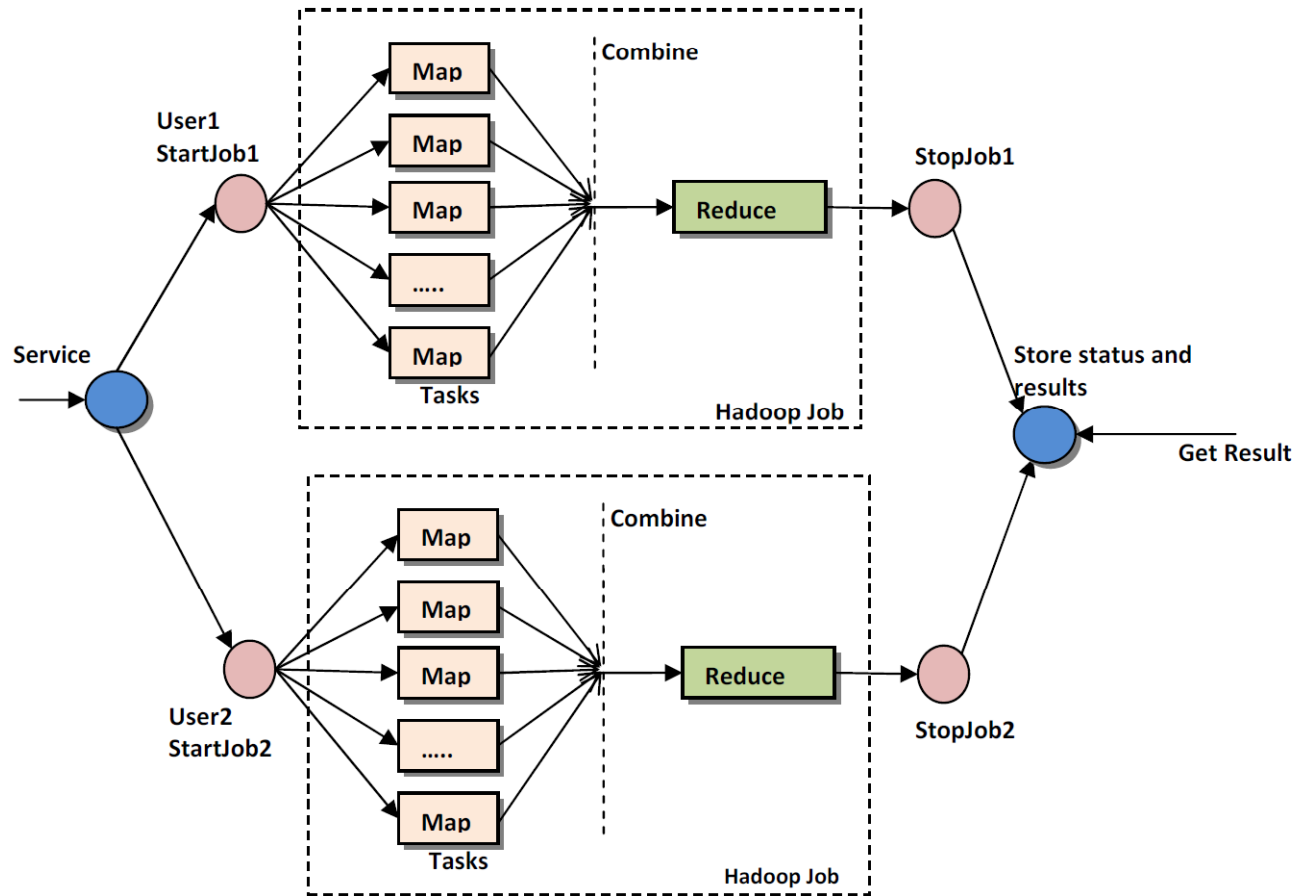 Map
Combine
User1
StartJob1
Map
StopJob1
Map
Reduce
…..
Service
Map
Store status and
results
Tasks
Hadoop Job
Get Result
Map
Combine
Map
Map
Reduce
User2
StartJob2
…..
StopJob2
Map
Tasks
Hadoop Job